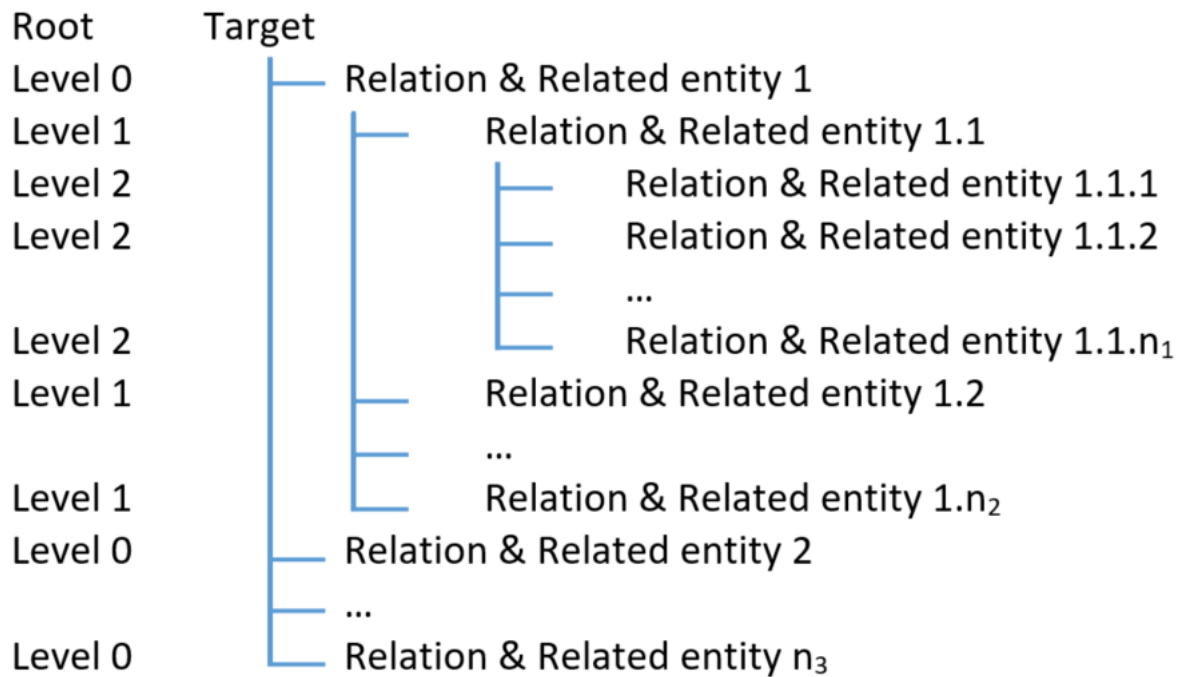 Root Target
Level 0 Relation & Related entity 1
Level 1 Relation & Related entity 1.1
Level 2 Relation & Related entity 1.1.1
Level 2 Relation & Related entity 1.1.2
...
Level 2 Relation & Related entity 1.1.n₁
Level 1 Relation & Related entity 1.2
...
Level 1 Relation & Related entity 1.n₂
Level 0 Relation & Related entity 2
...
Level 0 Relation & Related entity n₃